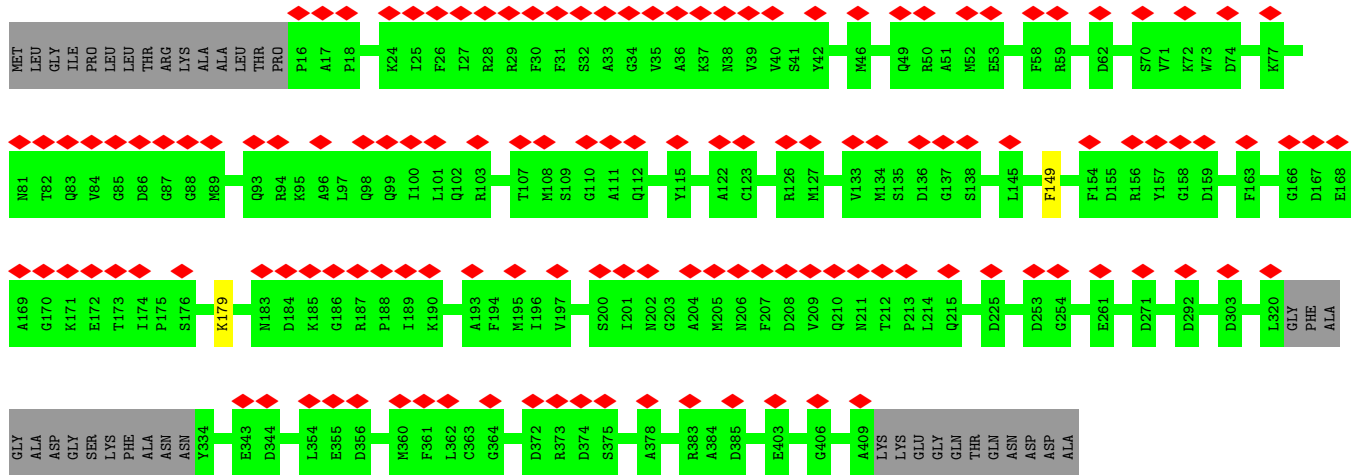 MET LEU GLY ILE PRO LEU LEU THR ARG LYS ALA ALA LEU THR PRO P16 A17 P18 K24 I25 F26 I27 R28 R29 F30 F31 S32 A33 G34 V35 A36 K37 N38 V39 V40 S41 Y42 M46 Q49 R50 A51 M52 E53 F58 R59 D62 S70 V71 K72 W73 D74 K77
N81 T82 Q83 V84 G85 D86 G87 G88 M89 Q93 R94 K95 A96 L97 Q98 Q99 I100 L101 Q102 R103 T107 M108 S109 G110 A111 Q112 Y115 A122 C123 R126 M127 V133 M134 S135 D136 G137 S138 L145 F149 F154 D155 R156 Y157 G158 D159 F163 G166 D167 E168
A169 G170 K171 E172 T173 I174 P175 S176 K179 N183 D184 K185 G186 R187 P188 I189 K190 A193 F194 M195 I196 V197 S200 I201 N202 G203 A204 M205 N206 F207 D208 V209 Q210 N211 T212 P213 L214 Q215 D225 D253 G254 E261 D271 D292 D303 L320 GLY PHE ALA
GLY ALA ASP GLY SER LYS PHE ALA ASN ASN Y334 E343 D344 L354 E355 D356 M360 F361 L362 C363 G364 D372 R373 D374 S375 A378 R383 A384 D385 E403 G406 A409 LYS LYS GLU GLY GLN THR GLN ASN ASP ASP ALA